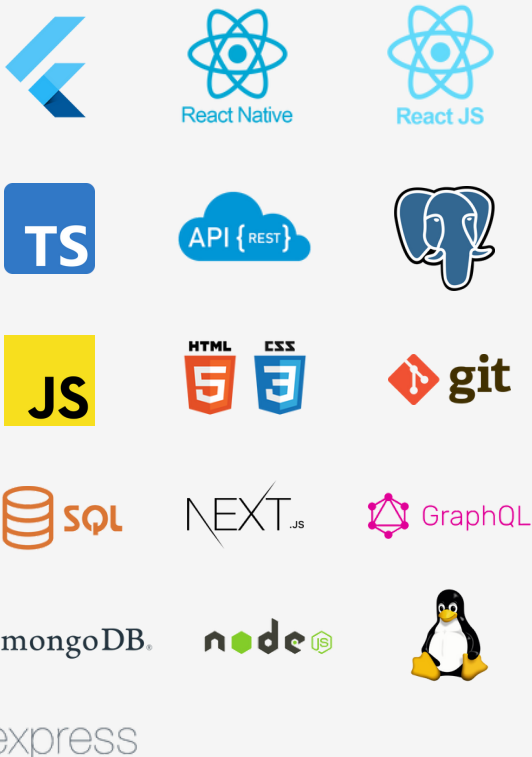 React Native
React JS
TS
API {REST}
JS
HTML
5
CSS
3
git
SQL
NEXT.JS
GraphQL
mongoDB®
node JS
express